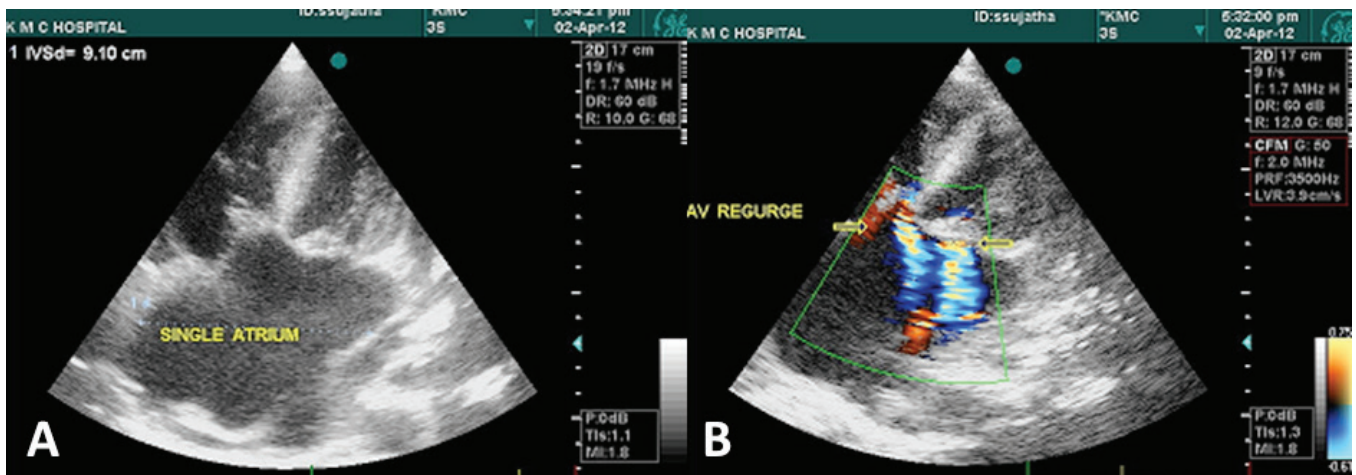 ID:ssujatha
"KMC
5:34:21 pm
K M C HOSPITAL
3S
02-Apr-12
1 IVSd= 9.10 cm
2D 17 cm
19 f/s
f: 1.7 MHz H
DR: 60 dB
R: 10.0 G: 68
SINGLE ATRIUM
P:0dB
TIs:1.1
MI:1.8
A
ID:ssujatha
"KMC
5:32:00 pm
K M C HOSPITAL
3S
02-Apr-12
2D 17 cm
9 f/s
f: 1.7 MHz H
DR: 60 dB
R: 12.0 G: 68
CFM G: 50
f: 2.0 MHz
PRF:3500Hz
LVR:3.9cm/s
AV REGURGE
0.75
P:0dB
TIs:1.3
MI:1.8
B